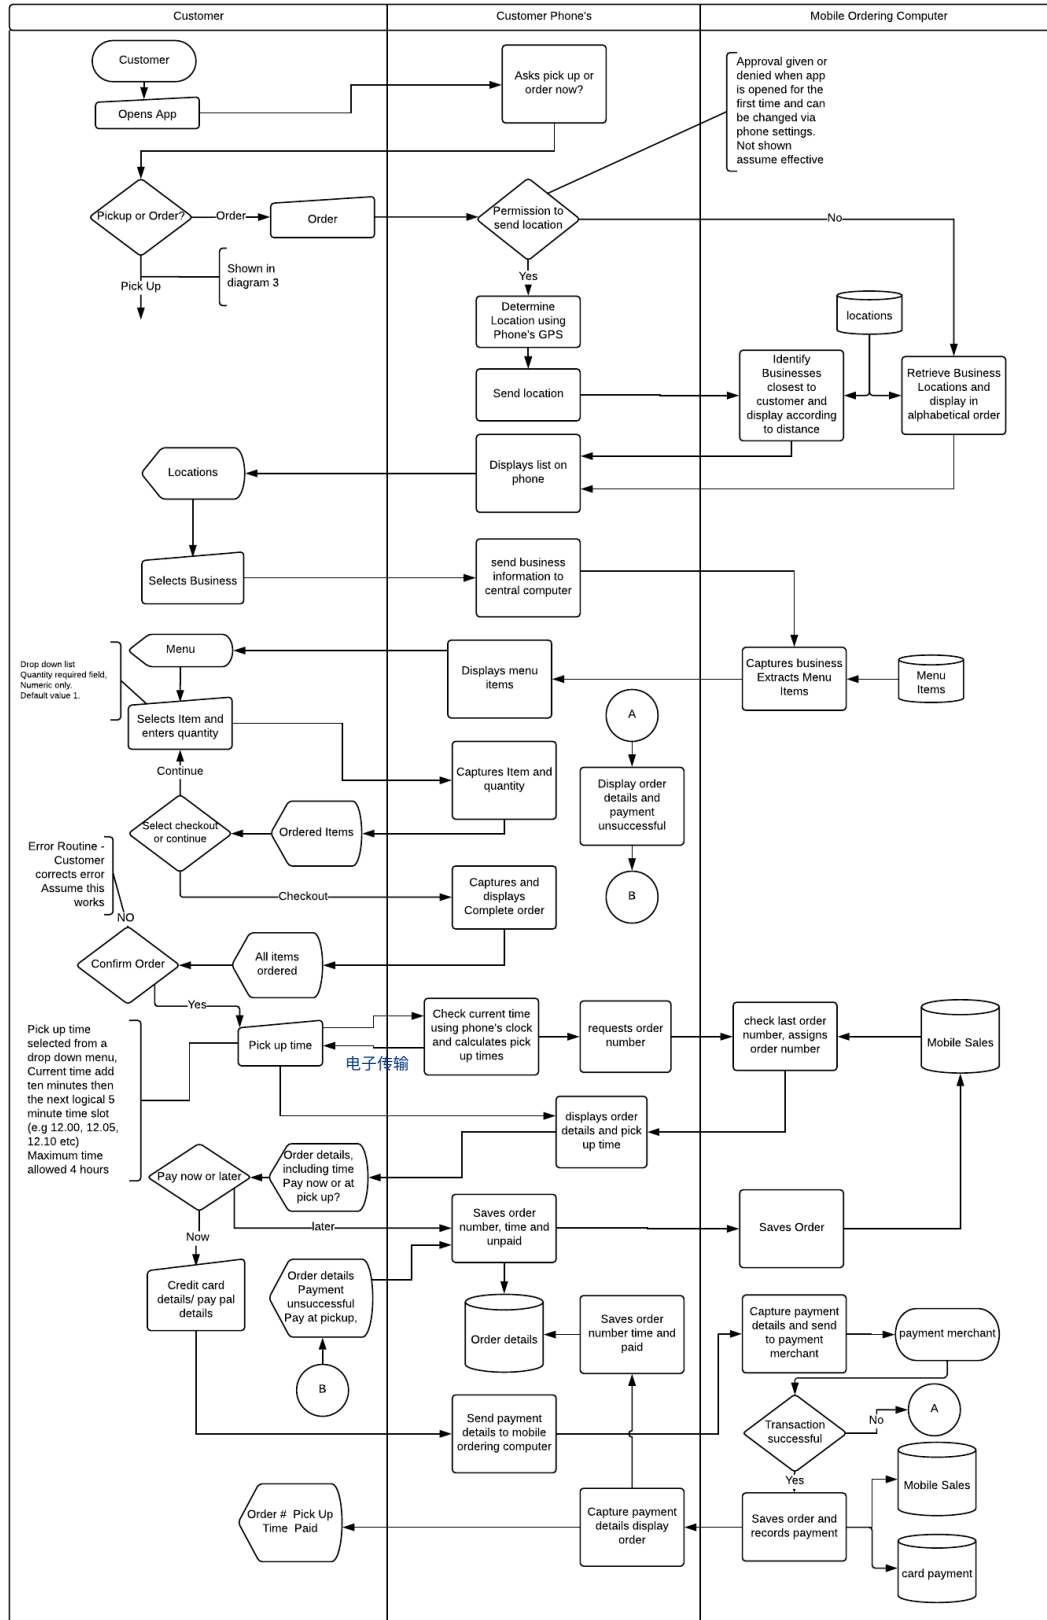 Customer
Customer Phone's
Mobile Ordering Computer
Customer
Opens App
Asks pick up or
order now?
Approval given or
denied when app
is opened for the
first time and can
be changed via
phone settings.
Not shown
assume effective
Pickup or Order?
Order
Order
Permission to
send location
No
Shown in
diagram 3
Pick Up
Yes
Determine
Location using
Phone's GPS
locations
Send location
Identify
Businesses
closest to
customer and
display according
to distance
Retrieve Business
Locations and
display in
alphabetical order
Locations
Displays list on
phone
Selects Business
send business
information to
central computer
Menu
Displays menu
items
Captures business
Extracts Menu
Items
Menu
Items
Drop down list
Quantity required field,
Numeric only.
Default value 1.
Selects Item and
enters quantity
A
Continue
Captures Item and
quantity
Display order
details and
payment
unsuccessful
Select checkout
or continue
Ordered Items
Error Routine -
Customer
corrects error
Assume this
works
NO
Checkout
Captures and
displays
Complete order
B
Confirm Order
All items
ordered
Yes
Pick up time
Check current time
using phone's clock
and calculates pick
up times
requests order
number
check last order
number, assigns
order number
Mobile Sales
电子传输
Pick up time
selected from a
drop down menu,
Current time add
ten minutes then
the next logical 5
minute time slot
(e.g 12.00, 12.05,
12.10 etc)
Maximum time
allowed 4 hours
displays order
details and pick
up time
Pay now or later
Order details,
including time
Pay now or at
pick up?
later
Saves order
number, time and
unpaid
Saves Order
Now
Credit card
details/ pay pal
details
Order details
Payment
unsuccessful
Pay at pickup,
Order details
Saves order
number time and
paid
Capture payment
details and send
to payment
merchant
payment merchant
B
Send payment
details to mobile
ordering computer
Transaction
successful
No
A
Yes
Mobile Sales
Order # Pick Up
Time Paid
Capture payment
details display
order
Saves order and
records payment
card payment